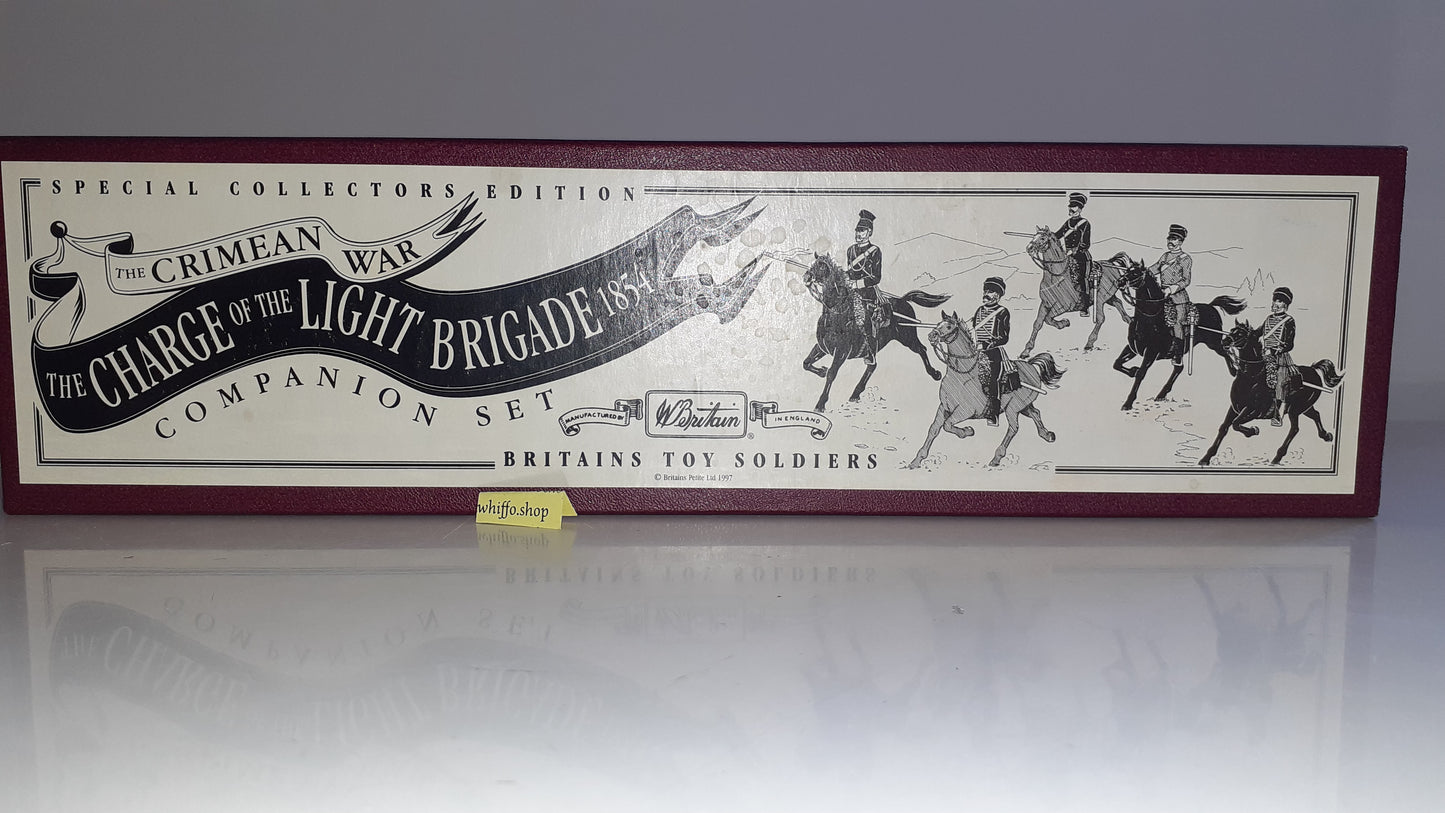 SPECIAL COLLECTORS EDITION
THE CRIMEAN WAR
THE CHARGE OF THE LIGHT BRIGADE 1854
COMPANION SET
MANUFACTURED BY
W Britain
®
IN ENGLAND
BRITAINS TOY SOLDIERS
© Britains Petite Ltd 1997
whiffo.shop